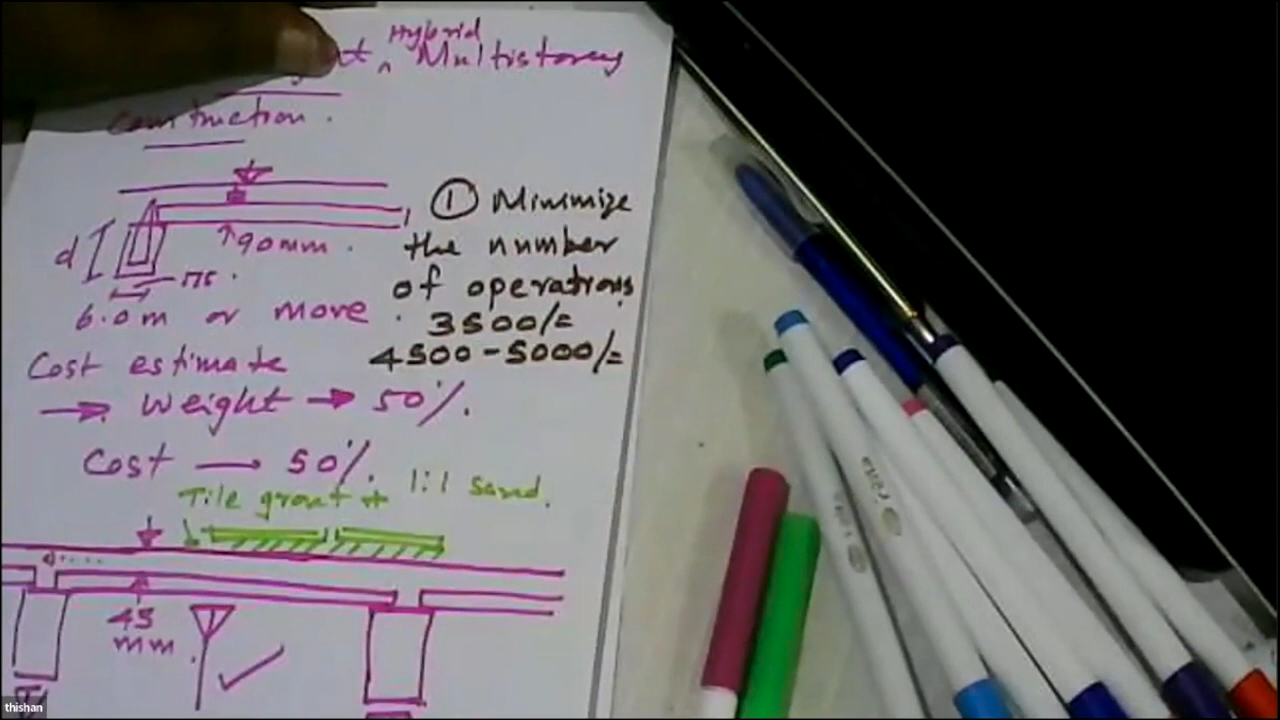 Hybrid
Multistorey
construction.
① Minimize
the number
of operations
3500/=
4500-5000/=
90mm.
d
175.
6.0m or more.
Cost estimate
→ Weight → 50%.
Cost — 50%.
Tile grout + 1:1 sand.
45
mm
thishan